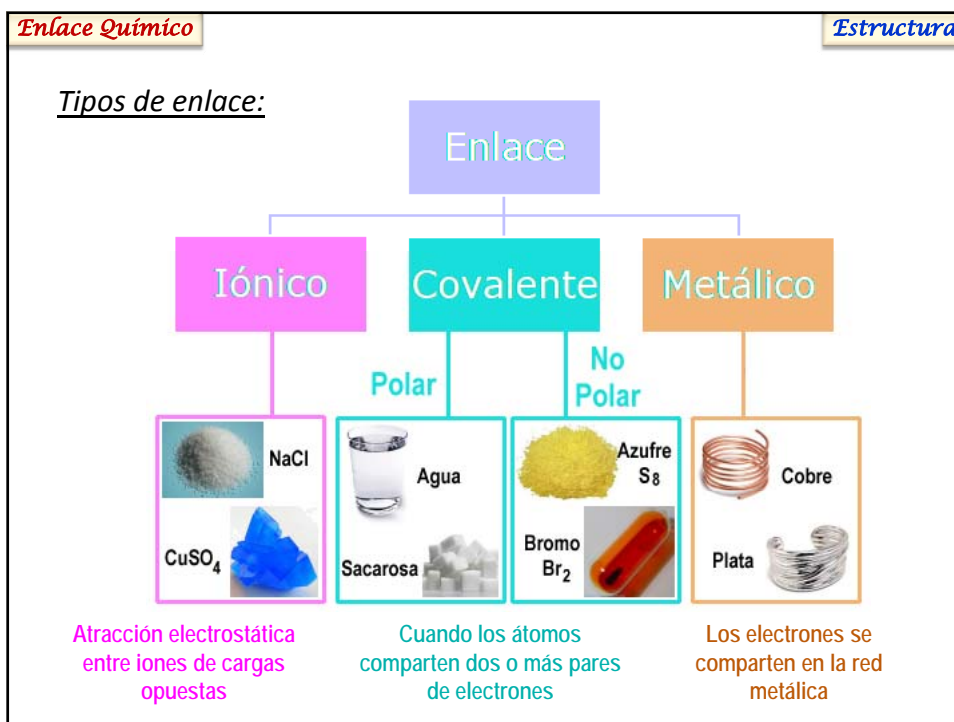 Enlace Químico
Estructura
Tipos de enlace:
Enlace
Iónico
Covalente
Metálico
Polar
No
Polar
NaCl
CuSO4
Agua
Sacarosa
Azufre
S8
Bromo
Br2
Cobre
Plata
Atracción electrostática
entre iones de cargas
opuestas
Cuando los átomos
comparten dos o más pares
de electrones
Los electrones se
comparten en la red
metálica